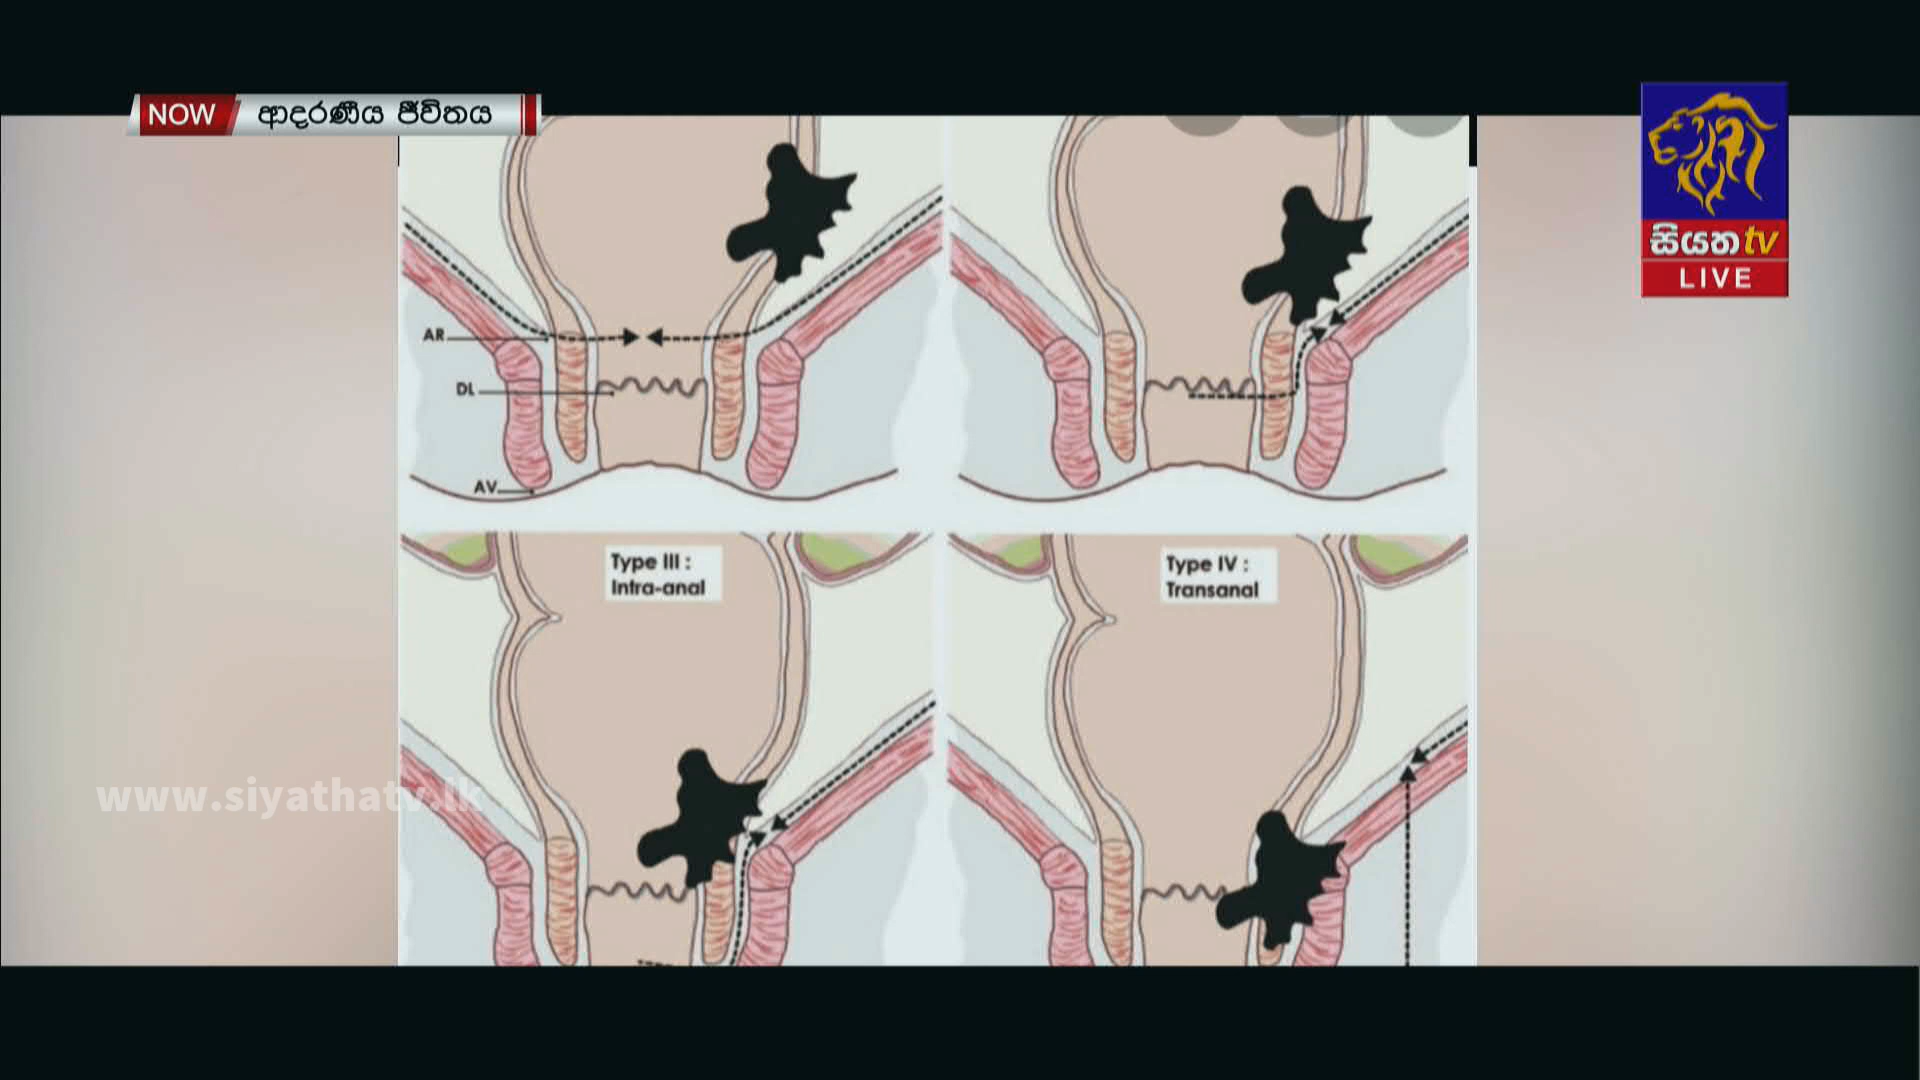 NOW ආදරණීය ජීවිතය
සියත tv
LIVE
AR
DL
AV
Type III :
Intra-anal
Type IV :
Transanal
www.siyathatv.lk